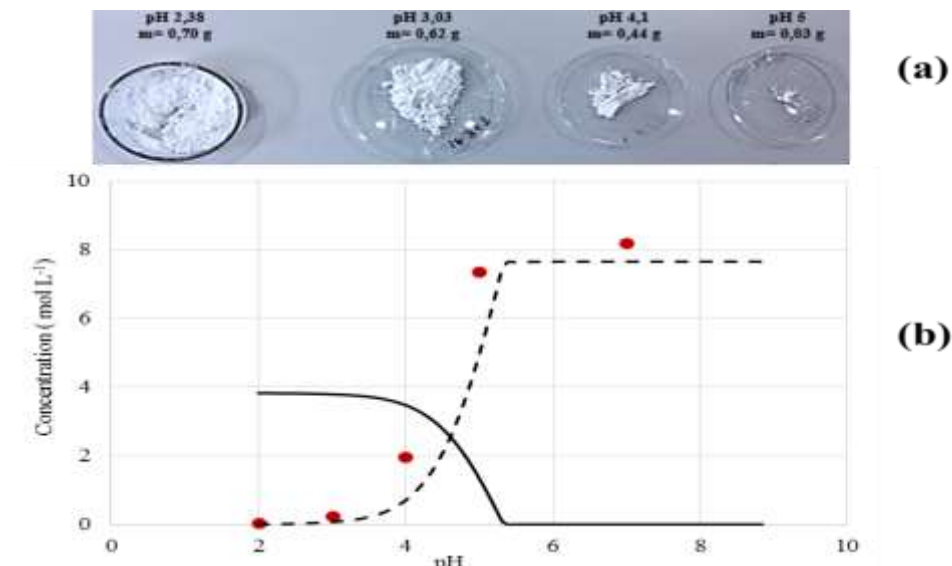 pH 2,38
m= 0,70 g
pH 3,03
m= 0,62 g
pH 4,1
m= 0,44 g
pH 5
m= 0,03 g
(a)
10
8
6
4
2
0
Concentration ( mol L-1)
(b)
0
2
4
6
8
10
pH